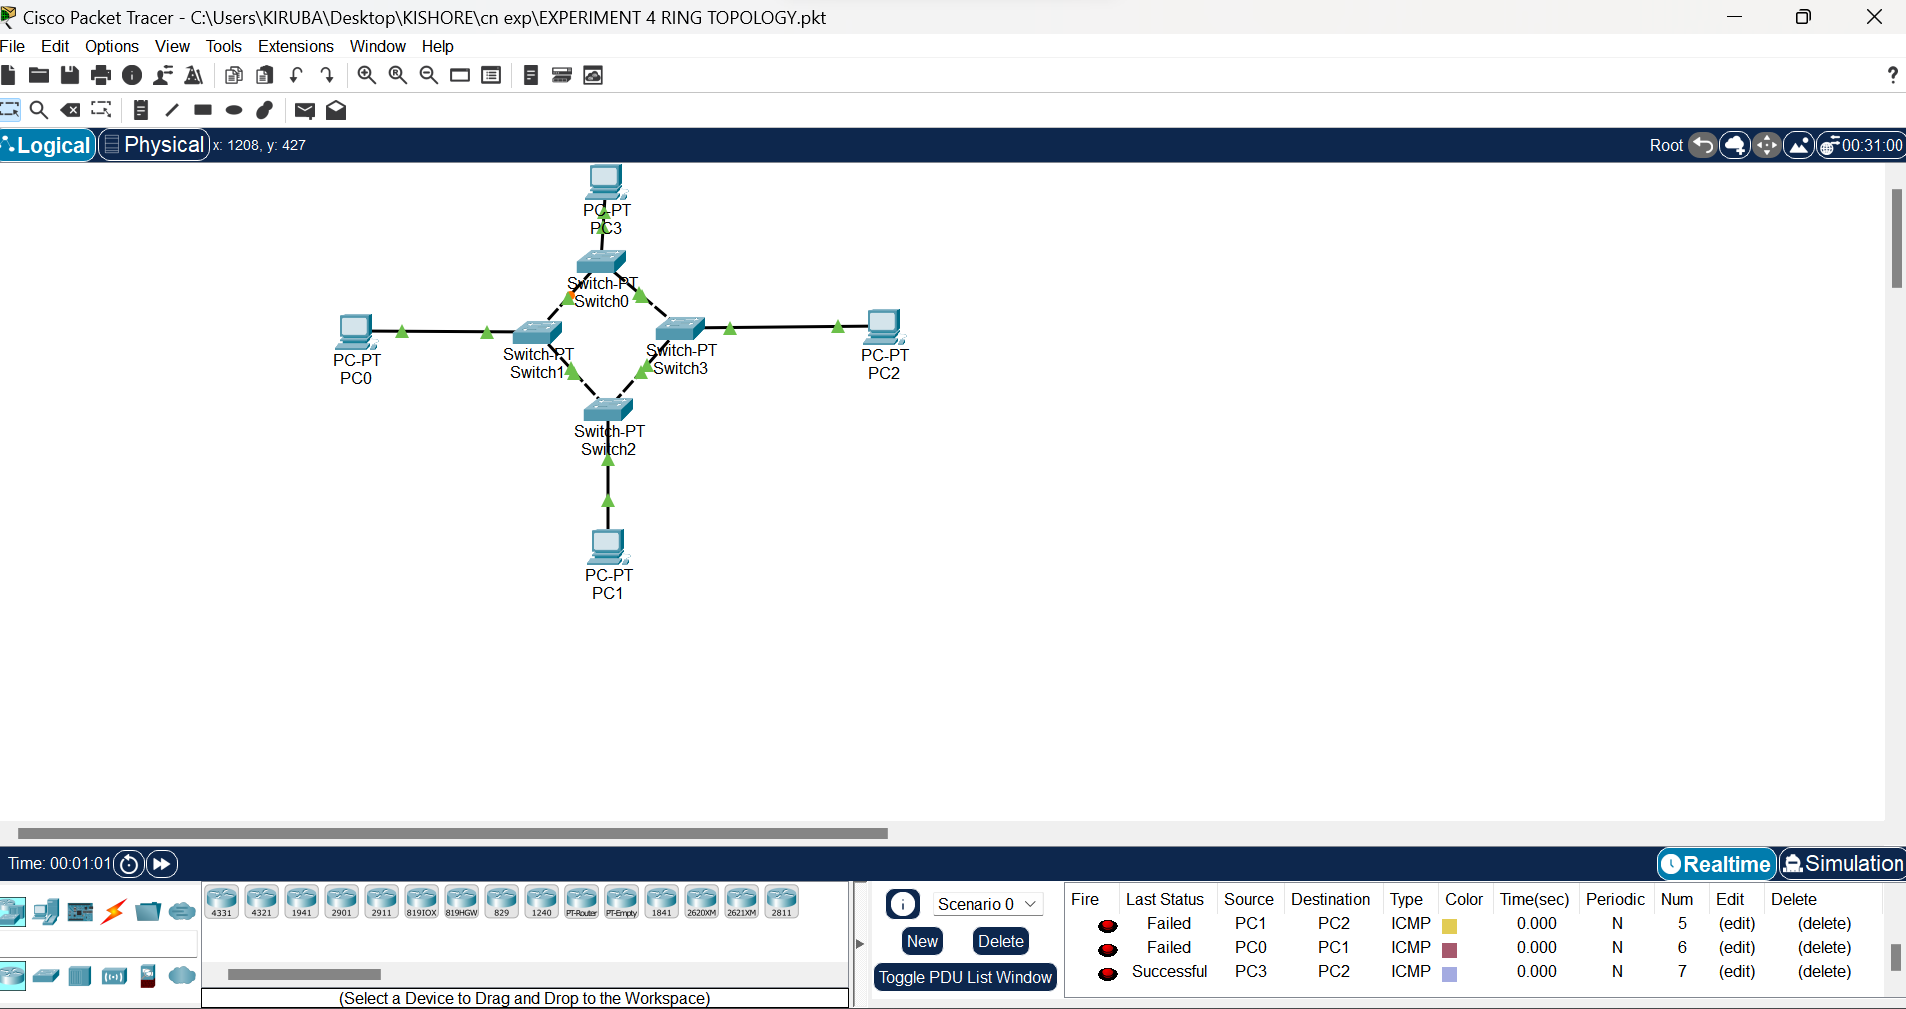 Cisco Packet Tracer - C:\Users\KIRUBA\Desktop\KISHORE\cn exp\EXPERIMENT 4 RING TOPOLOGY.pkt
File Edit Options View Tools Extensions Window Help
?
Logical Physical x: 1208, y: 427 Root 00:31:00
PC-PT
PC3
Switch-PT
Switch0
PC-PT
PC0
Switch-PT
Switch1
Switch-PT
Switch3
PC-PT
PC2
Switch-PT
Switch2
PC-PT
PC1
Time: 00:01:01 Realtime Simulation
4331 4321 1941 2901 2911 819IOX 819HGW 829 1240 PT-Router PT-Empty 1841 2620XM 2621XM 2811
(Select a Device to Drag and Drop to the Workspace)
Scenario 0
New Delete
Toggle PDU List Window
Fire Last Status Source Destination Type Color Time(sec) Periodic Num Edit Delete
Failed PC1 PC2 ICMP 0.000 N 5 (edit) (delete)
Failed PC0 PC1 ICMP 0.000 N 6 (edit) (delete)
Successful PC3 PC2 ICMP 0.000 N 7 (edit) (delete)